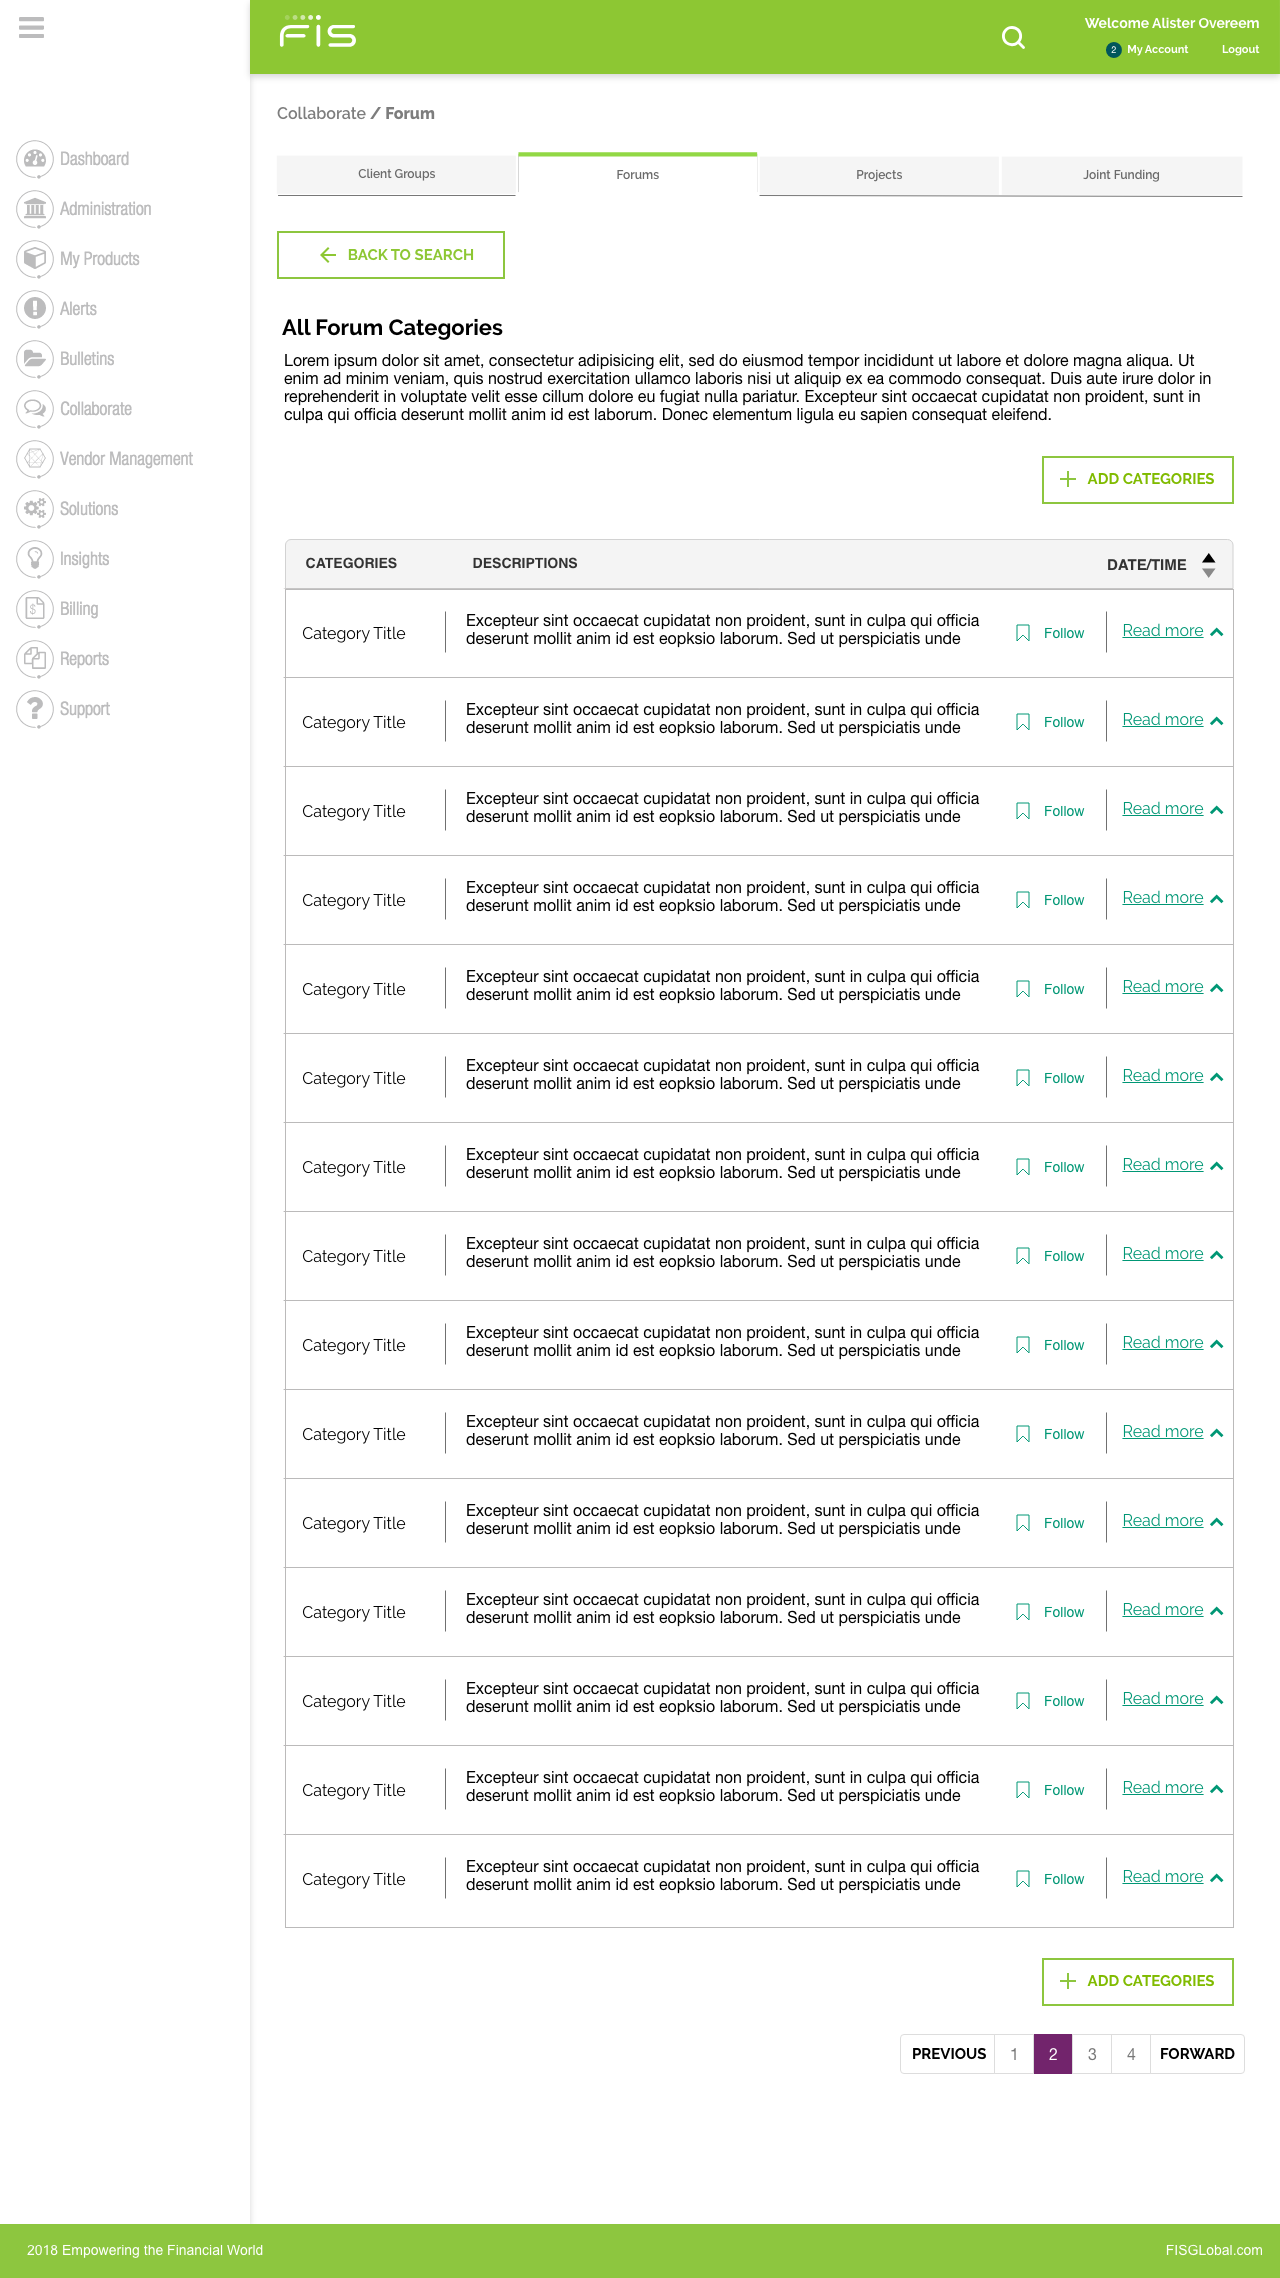 FIS
Welcome Alister Overeem
2 My Account Logout
Dashboard
Administration
My Products
Alerts
Bulletins
Collaborate
Vendor Management
Solutions
Insights
Billing
Reports
Support
Collaborate / Forum
Client Groups Forums Projects Joint Funding
BACK TO SEARCH
All Forum Categories
Lorem ipsum dolor sit amet, consectetur adipisicing elit, sed do eiusmod tempor incididunt ut labore et dolore magna aliqua. Ut
enim ad minim veniam, quis nostrud exercitation ullamco laboris nisi ut aliquip ex ea commodo consequat. Duis aute irure dolor in
reprehenderit in voluptate velit esse cillum dolore eu fugiat nulla pariatur. Excepteur sint occaecat cupidatat non proident, sunt in
culpa qui officia deserunt mollit anim id est laborum. Donec elementum ligula eu sapien consequat eleifend.
ADD CATEGORIES
CATEGORIES DESCRIPTIONS DATE/TIME
Category Title Excepteur sint occaecat cupidatat non proident, sunt in culpa qui officia Follow Read more
deserunt mollit anim id est eopksio laborum. Sed ut perspiciatis unde
Category Title Excepteur sint occaecat cupidatat non proident, sunt in culpa qui officia Follow Read more
deserunt mollit anim id est eopksio laborum. Sed ut perspiciatis unde
Category Title Excepteur sint occaecat cupidatat non proident, sunt in culpa qui officia Follow Read more
deserunt mollit anim id est eopksio laborum. Sed ut perspiciatis unde
Category Title Excepteur sint occaecat cupidatat non proident, sunt in culpa qui officia Follow Read more
deserunt mollit anim id est eopksio laborum. Sed ut perspiciatis unde
Category Title Excepteur sint occaecat cupidatat non proident, sunt in culpa qui officia Follow Read more
deserunt mollit anim id est eopksio laborum. Sed ut perspiciatis unde
Category Title Excepteur sint occaecat cupidatat non proident, sunt in culpa qui officia Follow Read more
deserunt mollit anim id est eopksio laborum. Sed ut perspiciatis unde
Category Title Excepteur sint occaecat cupidatat non proident, sunt in culpa qui officia Follow Read more
deserunt mollit anim id est eopksio laborum. Sed ut perspiciatis unde
Category Title Excepteur sint occaecat cupidatat non proident, sunt in culpa qui officia Follow Read more
deserunt mollit anim id est eopksio laborum. Sed ut perspiciatis unde
Category Title Excepteur sint occaecat cupidatat non proident, sunt in culpa qui officia Follow Read more
deserunt mollit anim id est eopksio laborum. Sed ut perspiciatis unde
Category Title Excepteur sint occaecat cupidatat non proident, sunt in culpa qui officia Follow Read more
deserunt mollit anim id est eopksio laborum. Sed ut perspiciatis unde
Category Title Excepteur sint occaecat cupidatat non proident, sunt in culpa qui officia Follow Read more
deserunt mollit anim id est eopksio laborum. Sed ut perspiciatis unde
Category Title Excepteur sint occaecat cupidatat non proident, sunt in culpa qui officia Follow Read more
deserunt mollit anim id est eopksio laborum. Sed ut perspiciatis unde
Category Title Excepteur sint occaecat cupidatat non proident, sunt in culpa qui officia Follow Read more
deserunt mollit anim id est eopksio laborum. Sed ut perspiciatis unde
Category Title Excepteur sint occaecat cupidatat non proident, sunt in culpa qui officia Follow Read more
deserunt mollit anim id est eopksio laborum. Sed ut perspiciatis unde
Category Title Excepteur sint occaecat cupidatat non proident, sunt in culpa qui officia Follow Read more
deserunt mollit anim id est eopksio laborum. Sed ut perspiciatis unde
ADD CATEGORIES
PREVIOUS 1 2 3 4 FORWARD
2018 Empowering the Financial World FISGLobal.com